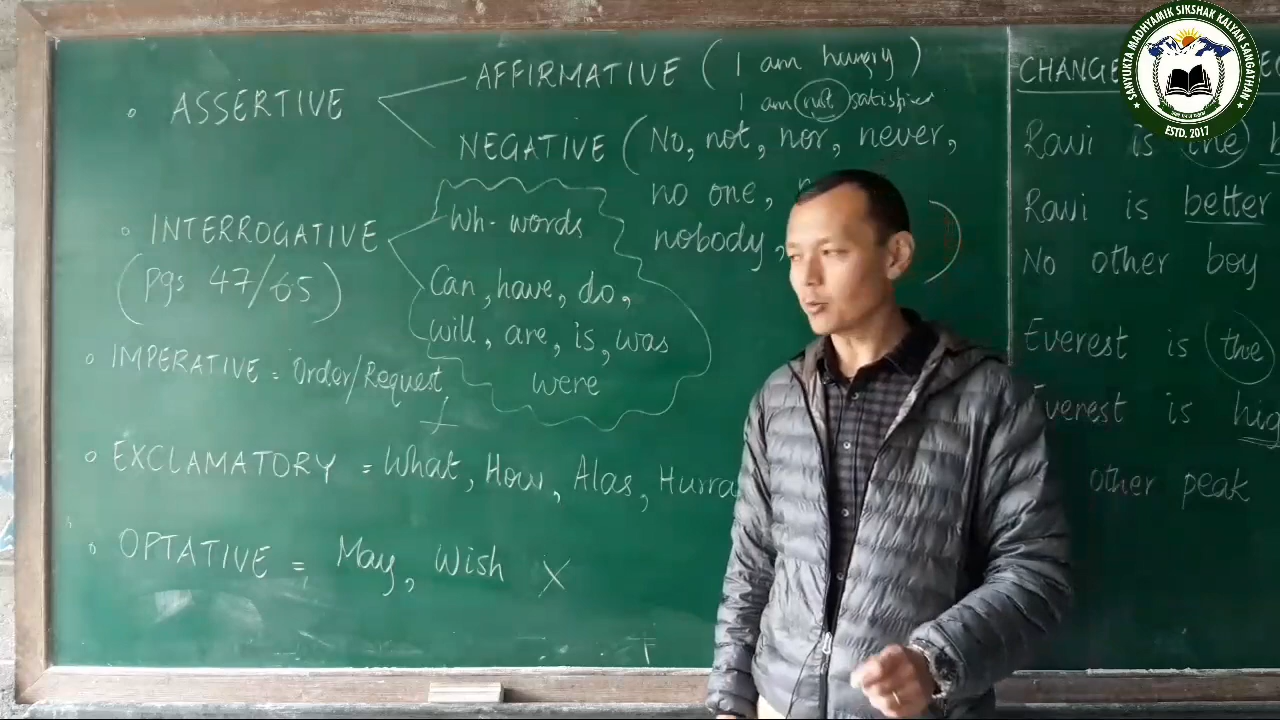 ASSERTIVE
AFFIRMATIVE ( I am hungry )
I am not satisfied
NEGATIVE ( No, not, nor, never,
no one,
nobody, )
INTERROGATIVE
(pgs 47/65)
Wh-words
Can, have, do,
will, are, is, was
were
IMPERATIVE = Order/Request
EXCLAMATORY = What, How, Alas, Hurra
OPTATIVE = May, Wish X
CHANGE
Ravi is the
Ravi is better
No other boy
Everest is the
Everest is hig
other peak
SANYUKTA MADHYAMIK SIKSHAK KALYAN SANGATHAN
ESTD. 2017